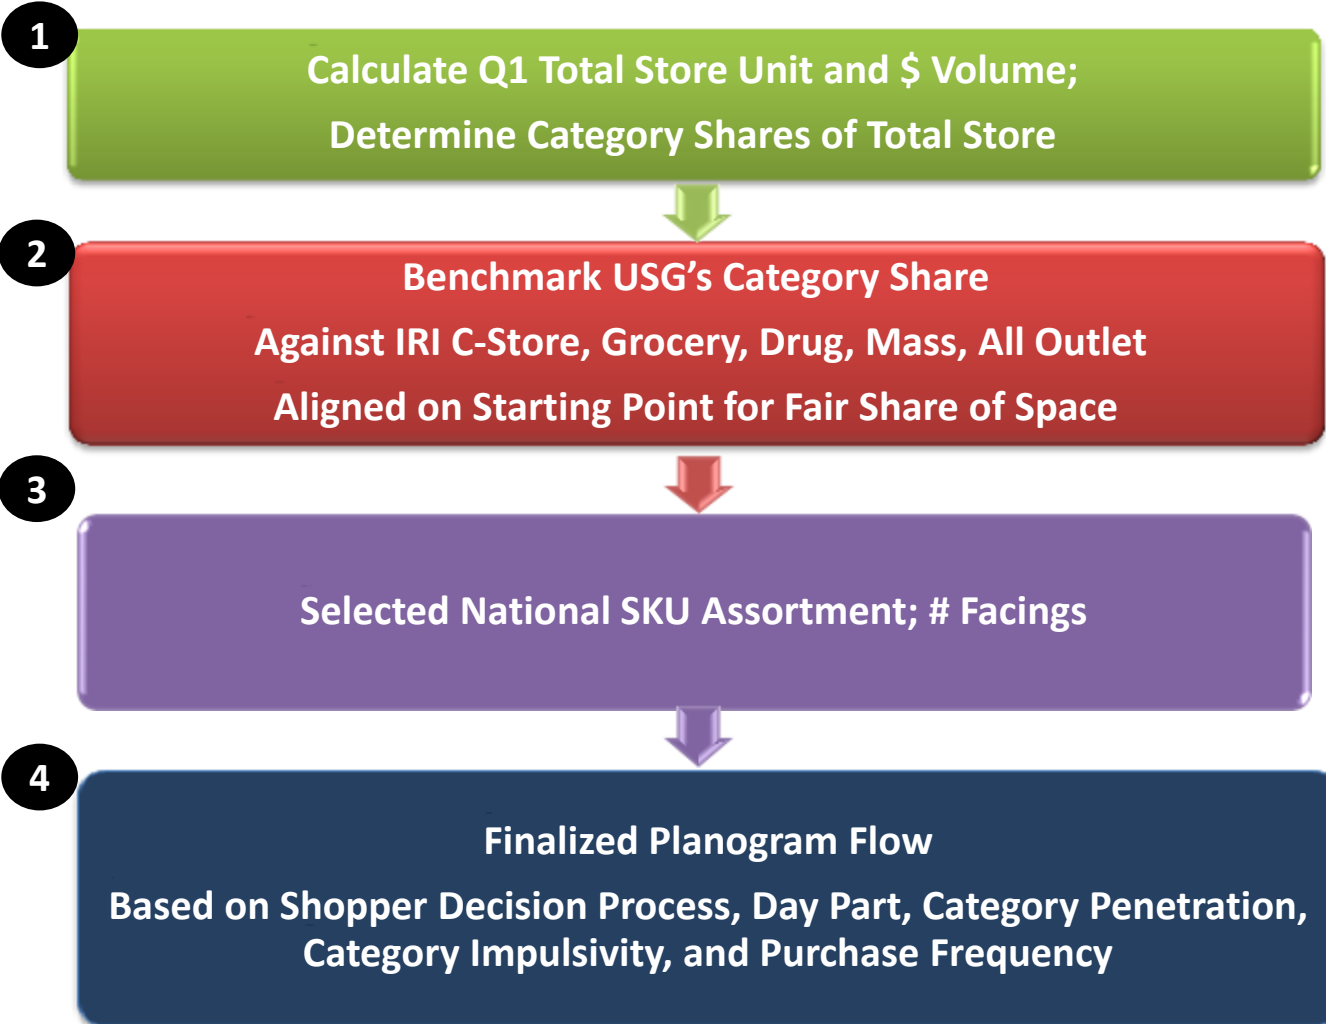 1
Calculate Q1 Total Store Unit and $ Volume;
Determine Category Shares of Total Store
2
Benchmark USG’s Category Share
Against IRI C-Store, Grocery, Drug, Mass, All Outlet
Aligned on Starting Point for Fair Share of Space
3
Selected National SKU Assortment; # Facings
4
Finalized Planogram Flow
Based on Shopper Decision Process, Day Part, Category Penetration,
Category Impulsivity, and Purchase Frequency